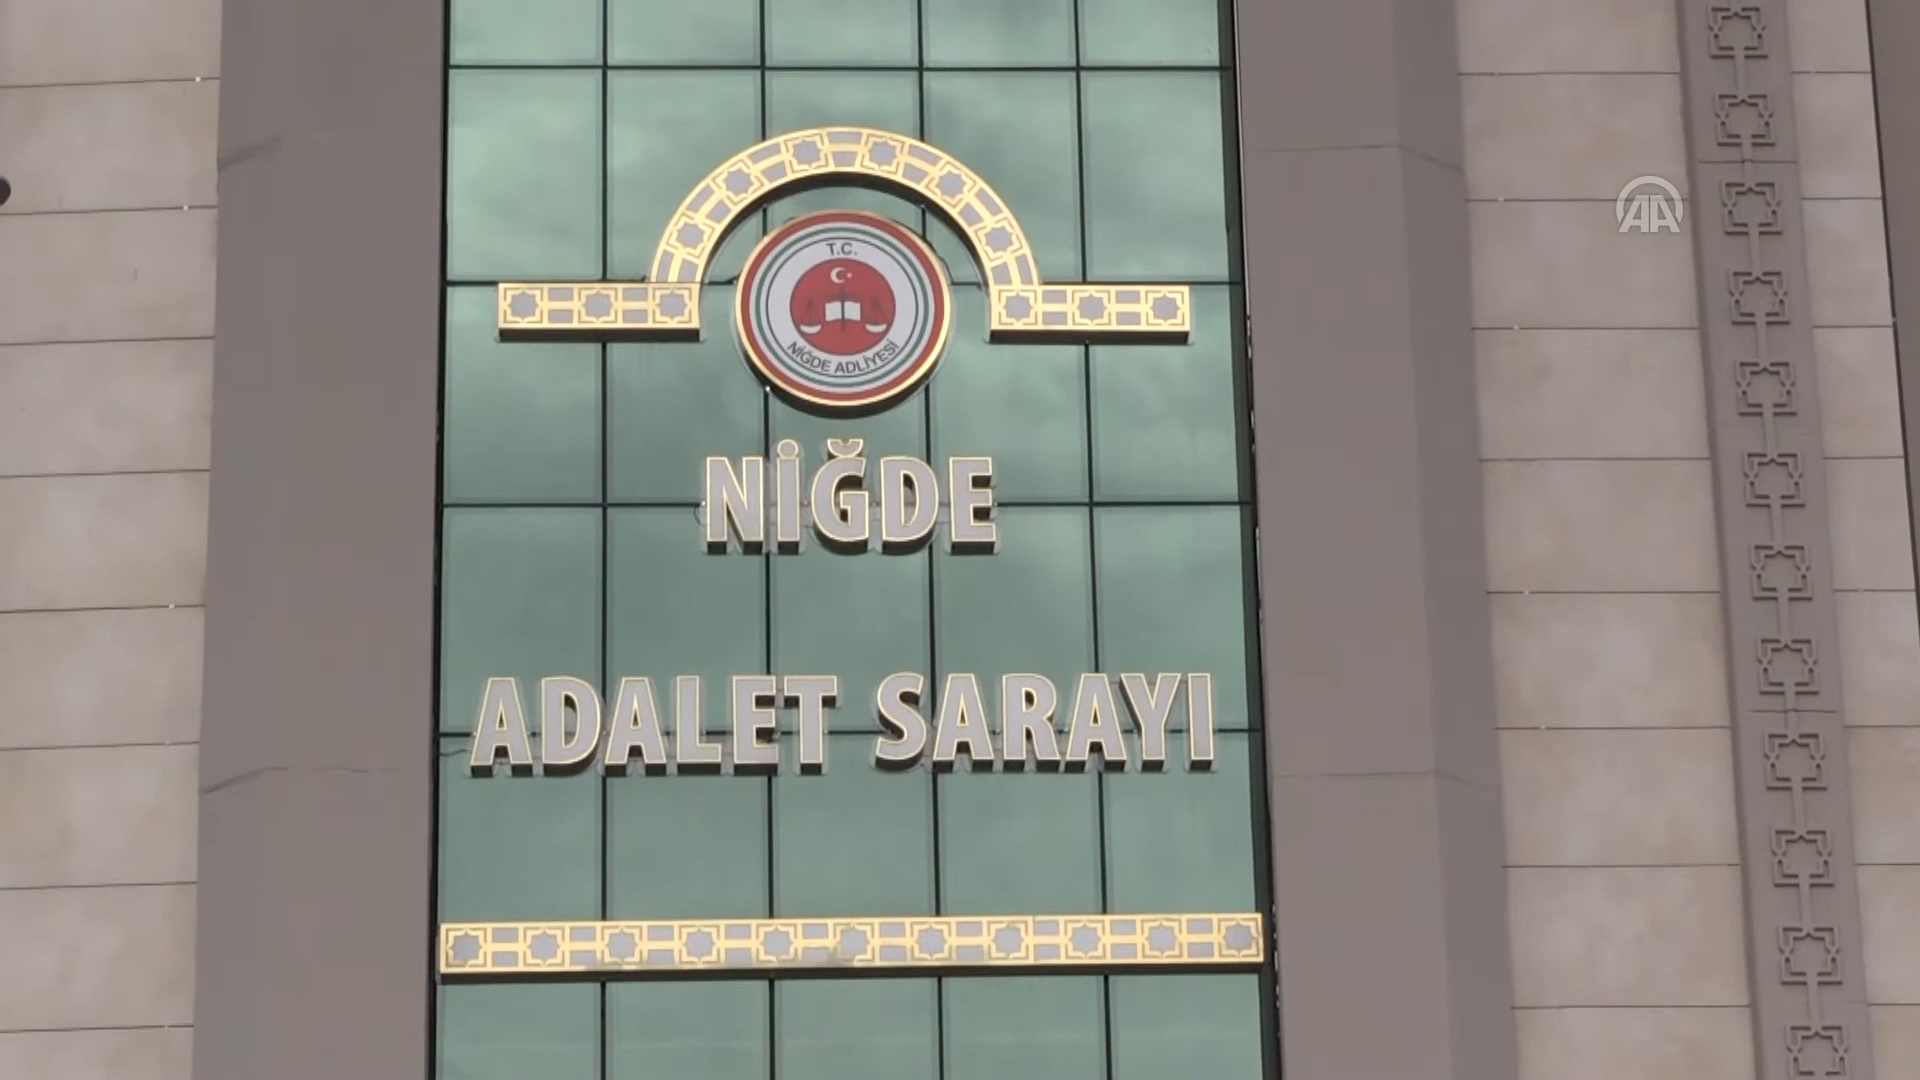 T.C.
NİĞDE ADLİYESİ
NİĞDE
ADALET SARAYI
AA